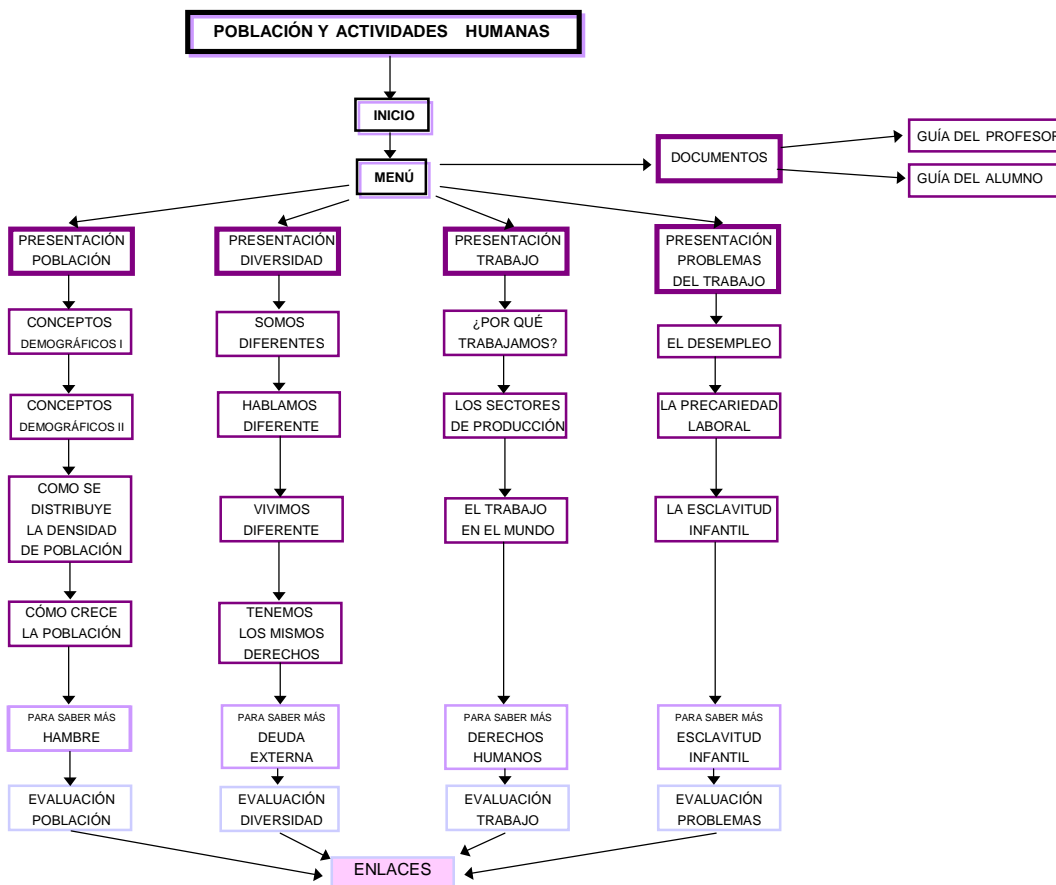 POBLACIÓN Y ACTIVIDADES HUMANAS
INICIO
MENÚ
DOCUMENTOS
GUÍA DEL PROFESOR
GUÍA DEL ALUMNO
PRESENTACIÓN
POBLACIÓN
CONCEPTOS
DEMOGRÁFICOS I
CONCEPTOS
DEMOGRÁFICOS II
COMO SE
DISTRIBUYE
LA DENSIDAD
DE POBLACIÓN
CÓMO CRECE
LA POBLACIÓN
PARA SABER MÁS
HAMBRE
EVALUACIÓN
POBLACIÓN
PRESENTACIÓN
DIVERSIDAD
SOMOS
DIFERENTES
HABLAMOS
DIFERENTE
VIVIMOS
DIFERENTE
TENEMOS
LOS MISMOS
DERECHOS
PARA SABER MÁS
DEUDA
EXTERNA
EVALUACIÓN
DIVERSIDAD
PRESENTACIÓN
TRABAJO
¿POR QUÉ
TRABAJAMOS?
LOS SECTORES
DE PRODUCCIÓN
EL TRABAJO
EN EL MUNDO
PARA SABER MÁS
DERECHOS
HUMANOS
EVALUACIÓN
TRABAJO
PRESENTACIÓN
PROBLEMAS
DEL TRABAJO
EL DESEMPLEO
LA PRECARIEDAD
LABORAL
LA ESCLAVITUD
INFANTIL
PARA SABER MÁS
ESCLAVITUD
INFANTIL
EVALUACIÓN
PROBLEMAS
ENLACES